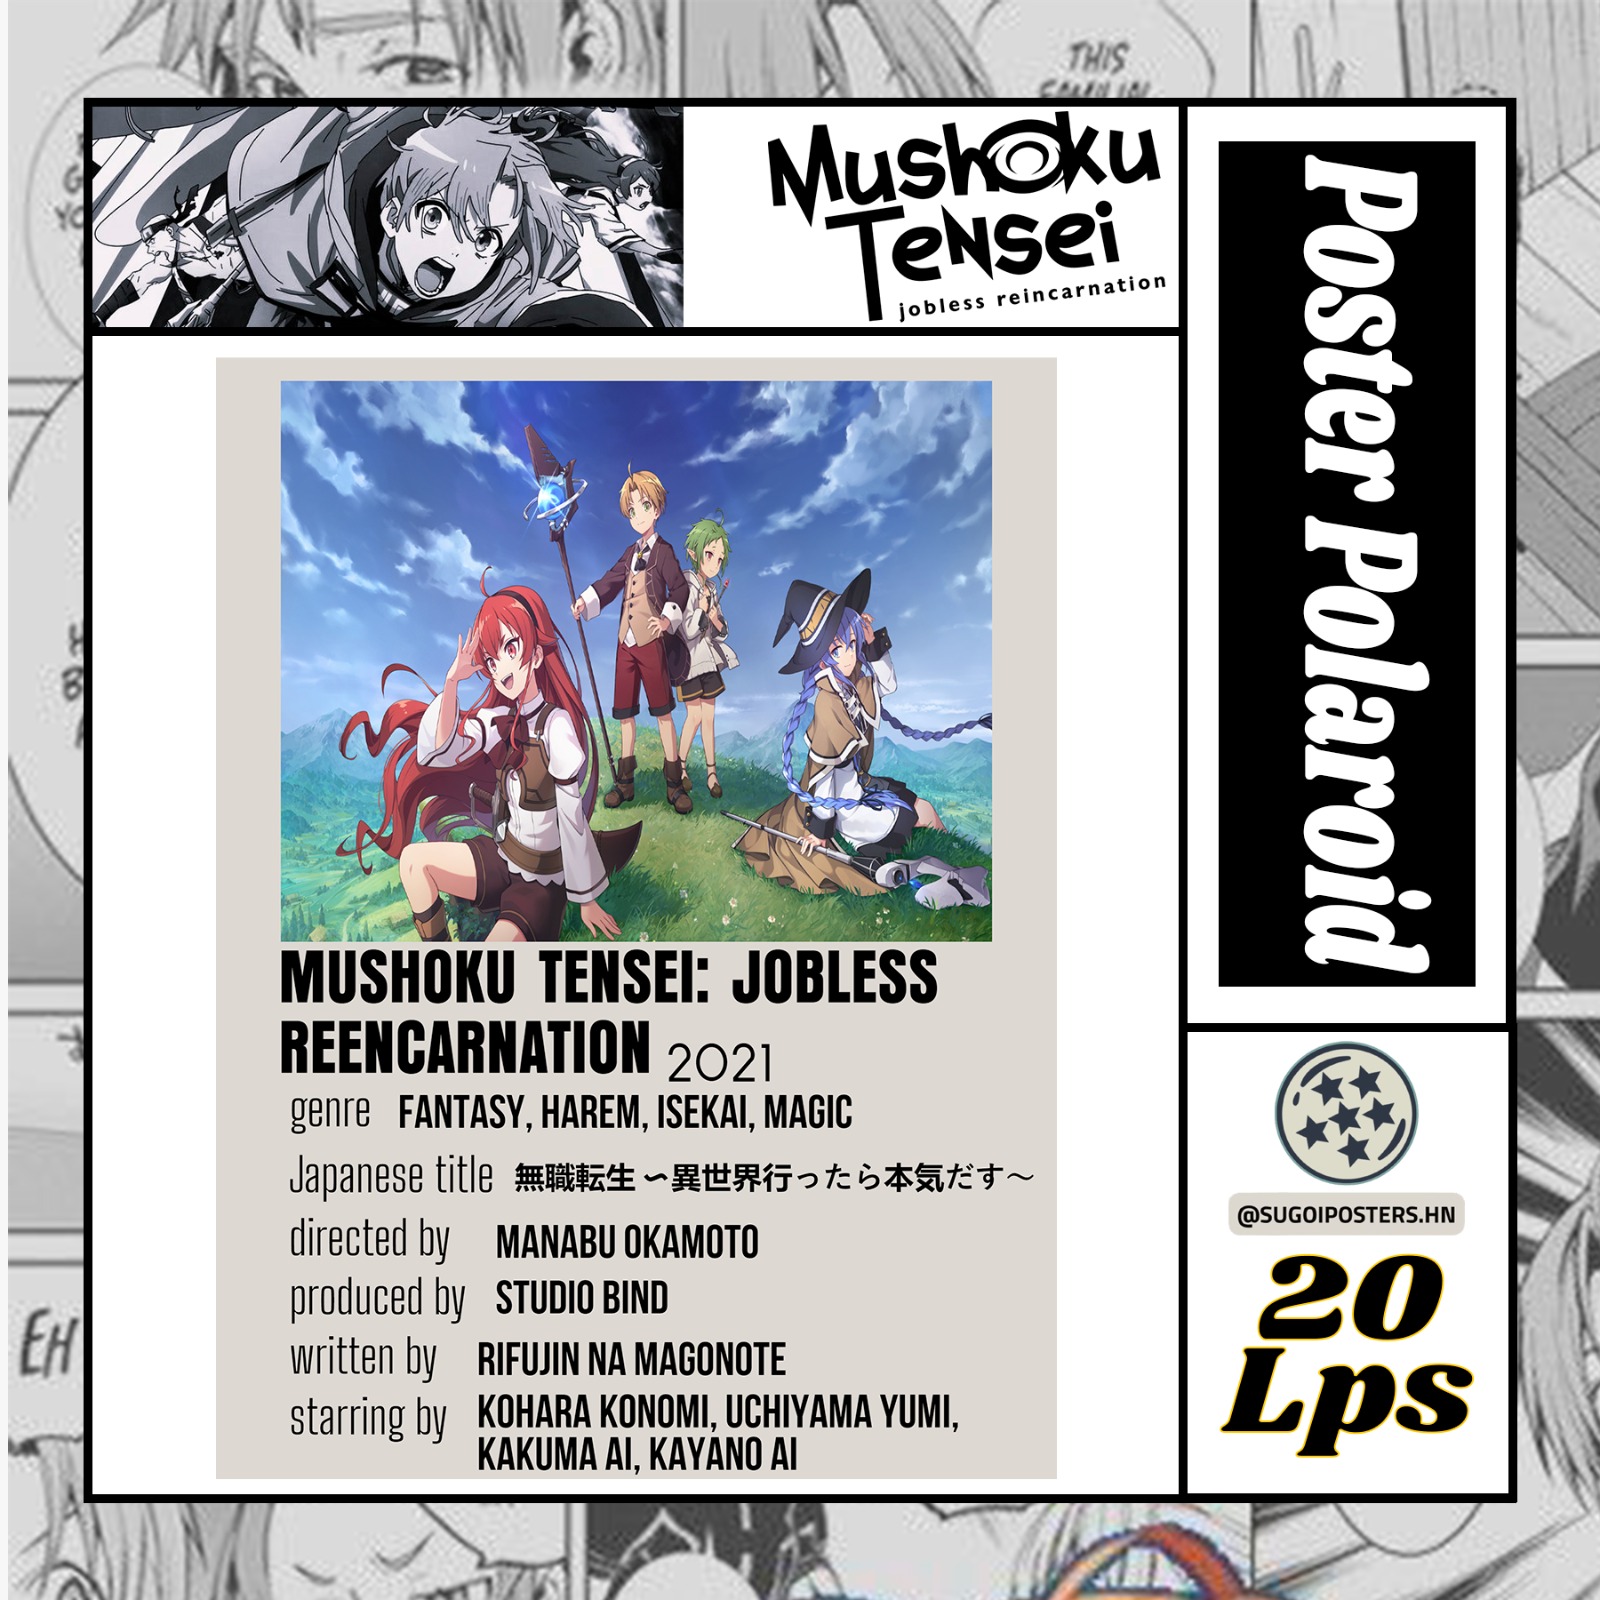 THIS
Mushoku
Tensei
jobless reincarnation
Poster Polaroid
MUSHOKU TENSEI: JOBLESS
REENCARNATION 2021
genre FANTASY, HAREM, ISEKAI, MAGIC
Japanese title 無職転生 〜異世界行ったら本気だす〜
directed by MANABU OKAMOTO
produced by STUDIO BIND
written by RIFUJIN NA MAGONOTE
starring by KOHARA KONOMI, UCHIYAMA YUMI,
KAKUMA AI, KAYANO AI
@SUGOIPOSTERS.HN
20
Lps
EH